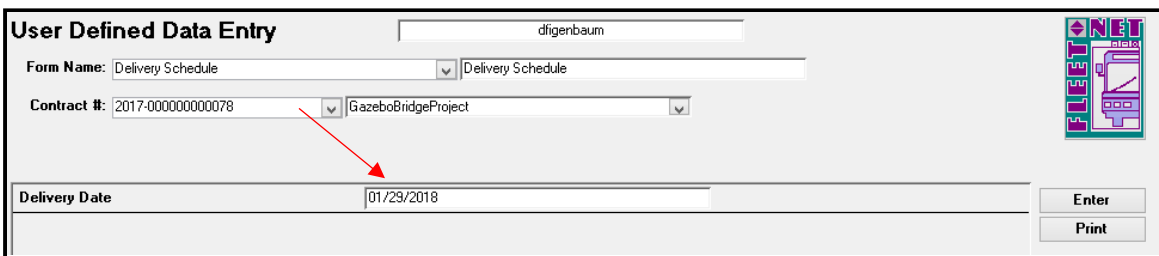 User Defined Data Entry dfigenbaum
Form Name: Delivery Schedule Delivery Schedule
Contract #: 2017-000000000078 GazeboBridgeProject
FLEET NET
Delivery Date 01/29/2018
Enter
Print